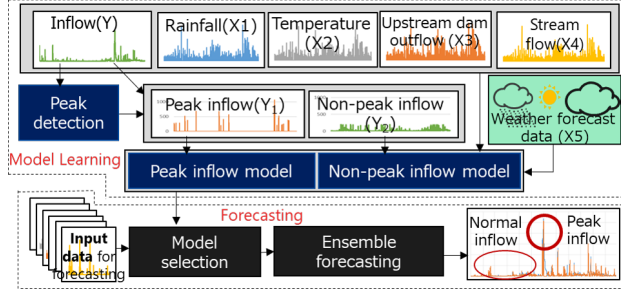 Inflow(Y)
Rainfall(X1)
Temperature
(X2)
Upstream dam
outflow (X3)
Stream
flow(X4)
Peak
detection
Peak inflow(Y1)
Non-peak inflow
(Y2)
Weather forecast
data (X5)
Model Learning
Peak inflow model
Non-peak inflow model
Forecasting
Input
data for
forecasting
Model
selection
Ensemble
forecasting
Normal
inflow
Peak
inflow